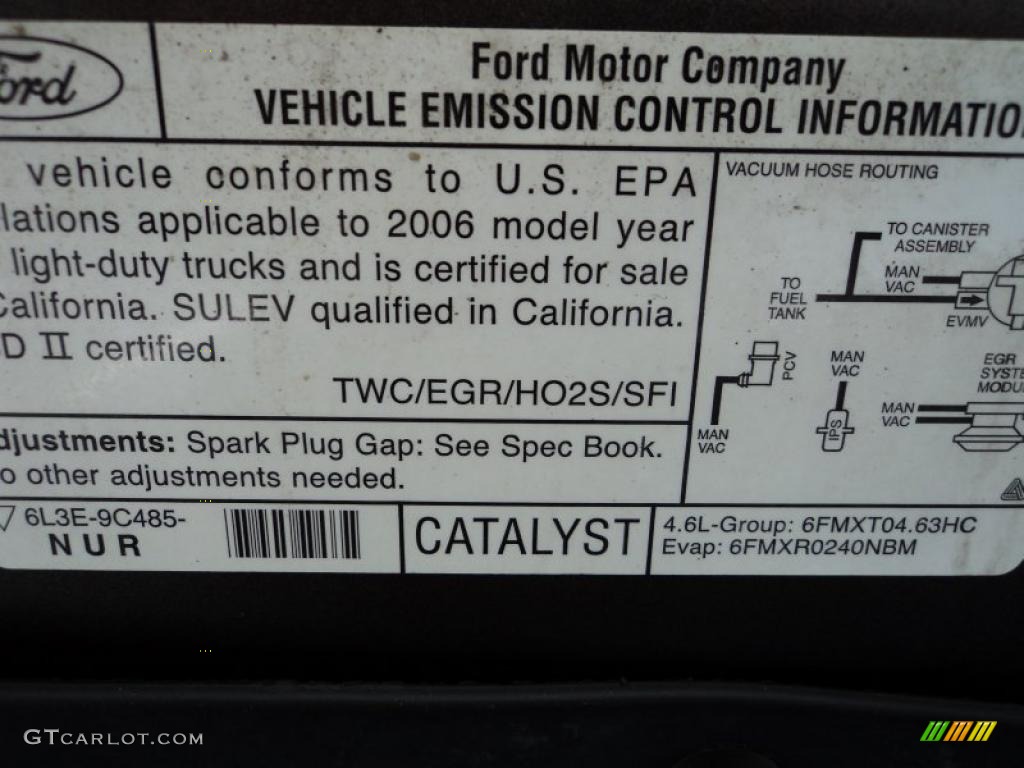 Ford
Ford Motor Company
VEHICLE EMISSION CONTROL INFORMATIO
vehicle conforms to U.S. EPA
lations applicable to 2006 model year
light-duty trucks and is certified for sale
California. SULEV qualified in California.
D II certified.
TWC/EGR/HO2S/SFI
djustments: Spark Plug Gap: See Spec Book.
o other adjustments needed.
6L3E-9C485-
NUR
CATALYST
4.6L-Group: 6FMXT04.63HC
Evap: 6FMXR0240NBM
VACUUM HOSE ROUTING
TO CANISTER
ASSEMBLY
MAN
VAC
TO
FUEL
TANK
EVMV
PCV
MAN
VAC
MAN
VAC
IPS
EGR
SYSTE
MODU
MAN
VAC
GTCARLOT.COM